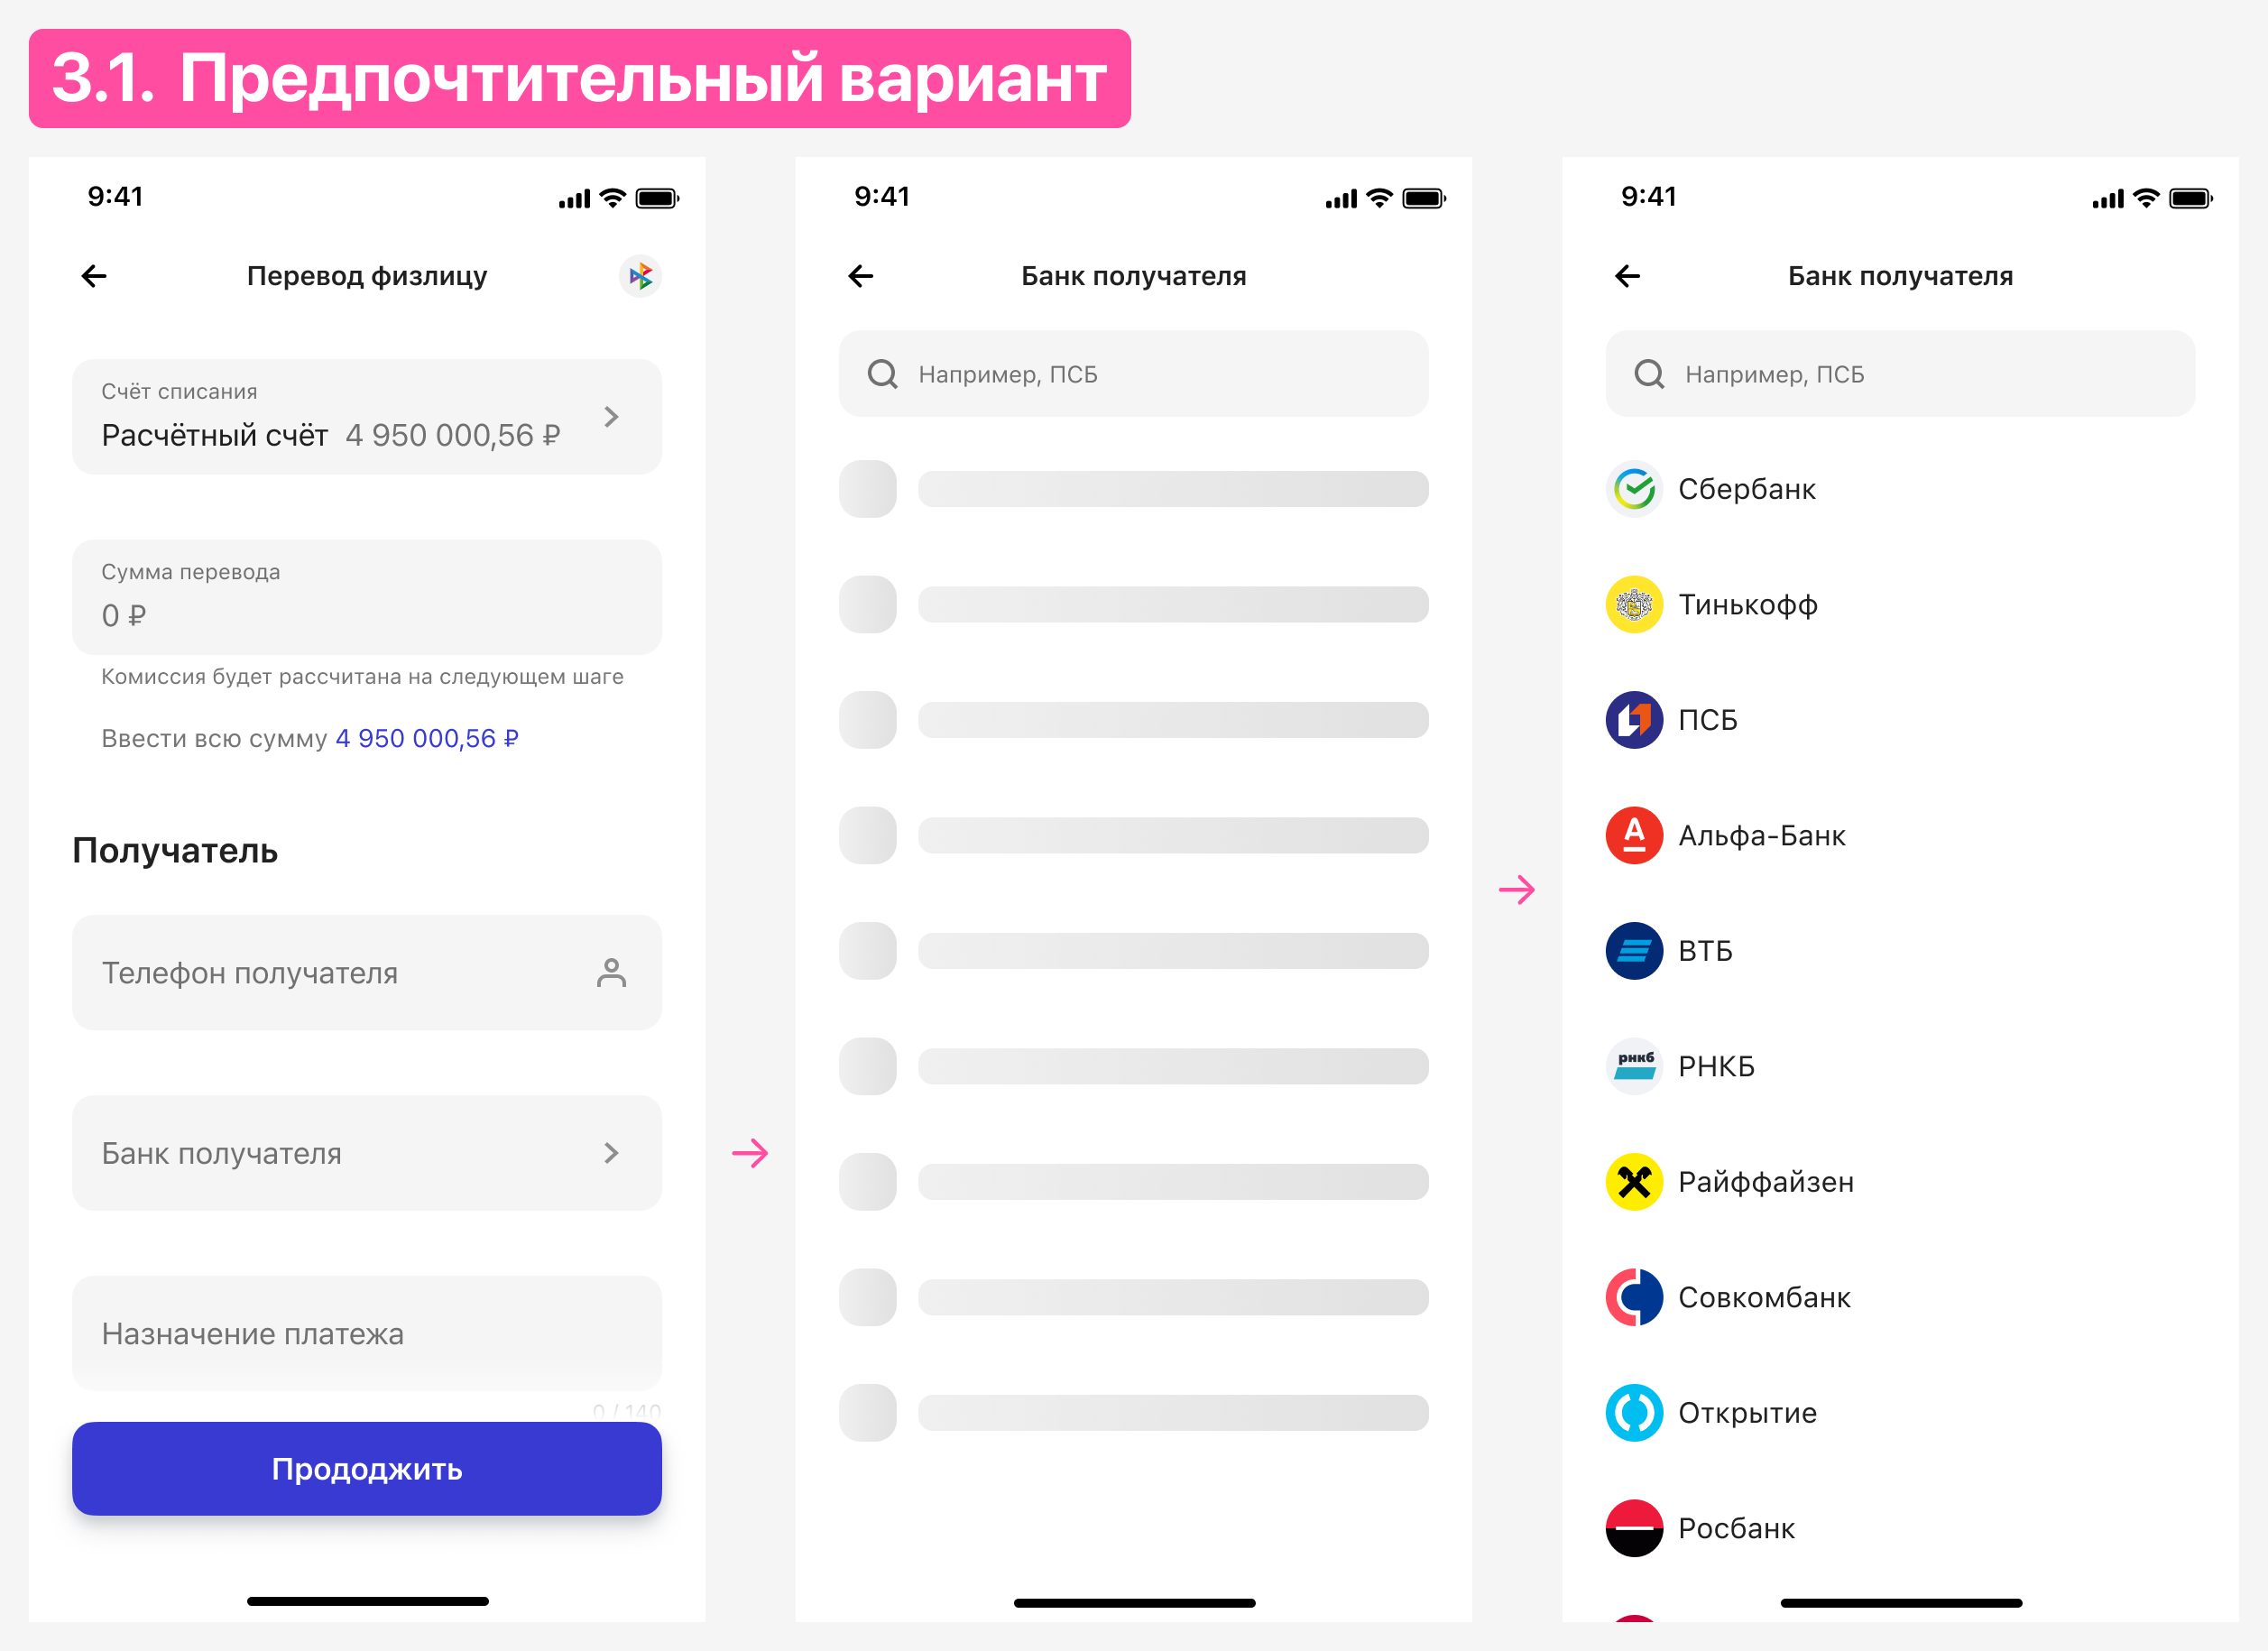 3.1. Предпочтительный вариант
9:41
Перевод физлицу
Счёт списания
Расчётный счёт 4 950 000,56 ₽
Сумма перевода
0 ₽
Комиссия будет рассчитана на следующем шаге
Ввести всю сумму 4 950 000,56 ₽
Получатель
Телефон получателя
Банк получателя
Назначение платежа
0 / 140
Прододжить
9:41
Банк получателя
Например, ПСБ
9:41
Банк получателя
Например, ПСБ
Сбербанк
Тинькофф
ПСБ
Альфа-Банк
ВТБ
рнкб
РНКБ
Райффайзен
Совкомбанк
Открытие
Росбанк